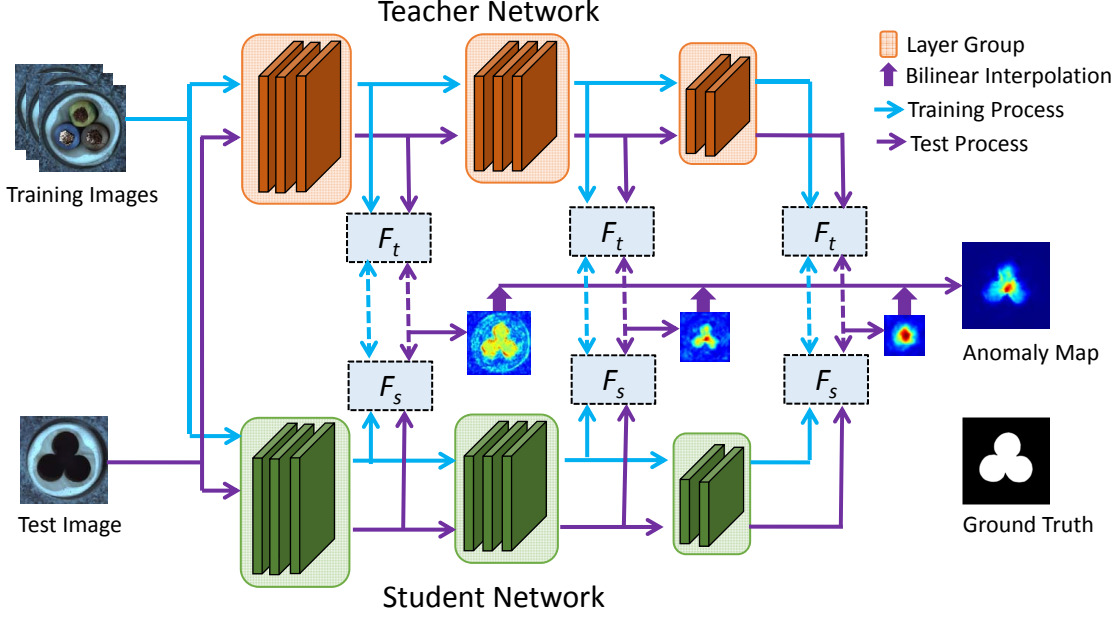 Teacher Network
Layer Group
Bilinear Interpolation
Training Process
Test Process
Training Images
F_t
F_t
F_t
Anomaly Map
F_s
F_s
F_s
Test Image
Ground Truth
Student Network